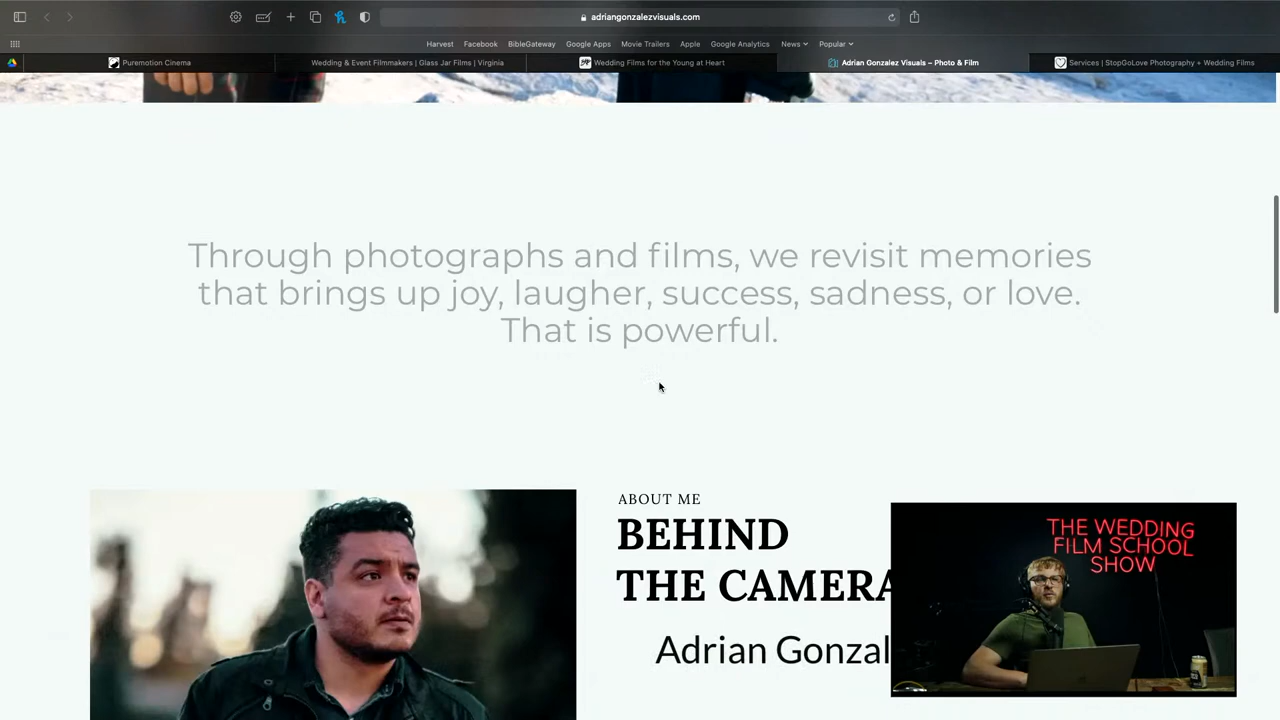 adriangonzalezvisuals.com
Harvest Facebook BibleGateway Google Apps Movie Trailers Apple Google Analytics News Popular
Puremotion Cinema
Wedding & Event Filmmakers | Glass Jar Films | Virginia
Wedding Films for the Young at Heart
Adrian Gonzalez Visuals – Photo & Film
Services | StopGoLove Photography + Wedding Films
Through photographs and films, we revisit memories
that brings up joy, laugher, success, sadness, or love.
That is powerful.
ABOUT ME
BEHIND
THE CAMERA
Adrian Gonzal
THE WEDDING
FILM SCHOOL
SHOW